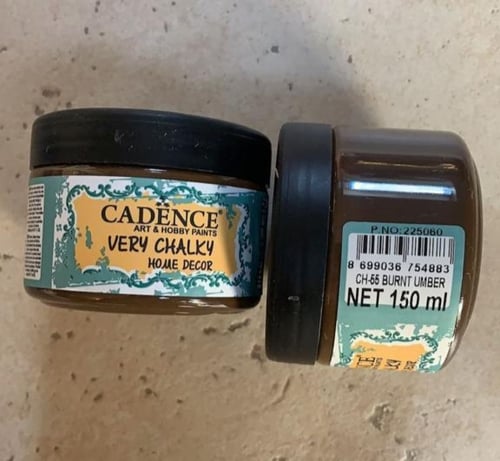 CADËNCE
ART & HOBBY PAINTS
VERY CHALKY
HOME DECOR
P.NO:225060
8 699036 754883
CH-55 BURNT UMBER
NET 150 ml